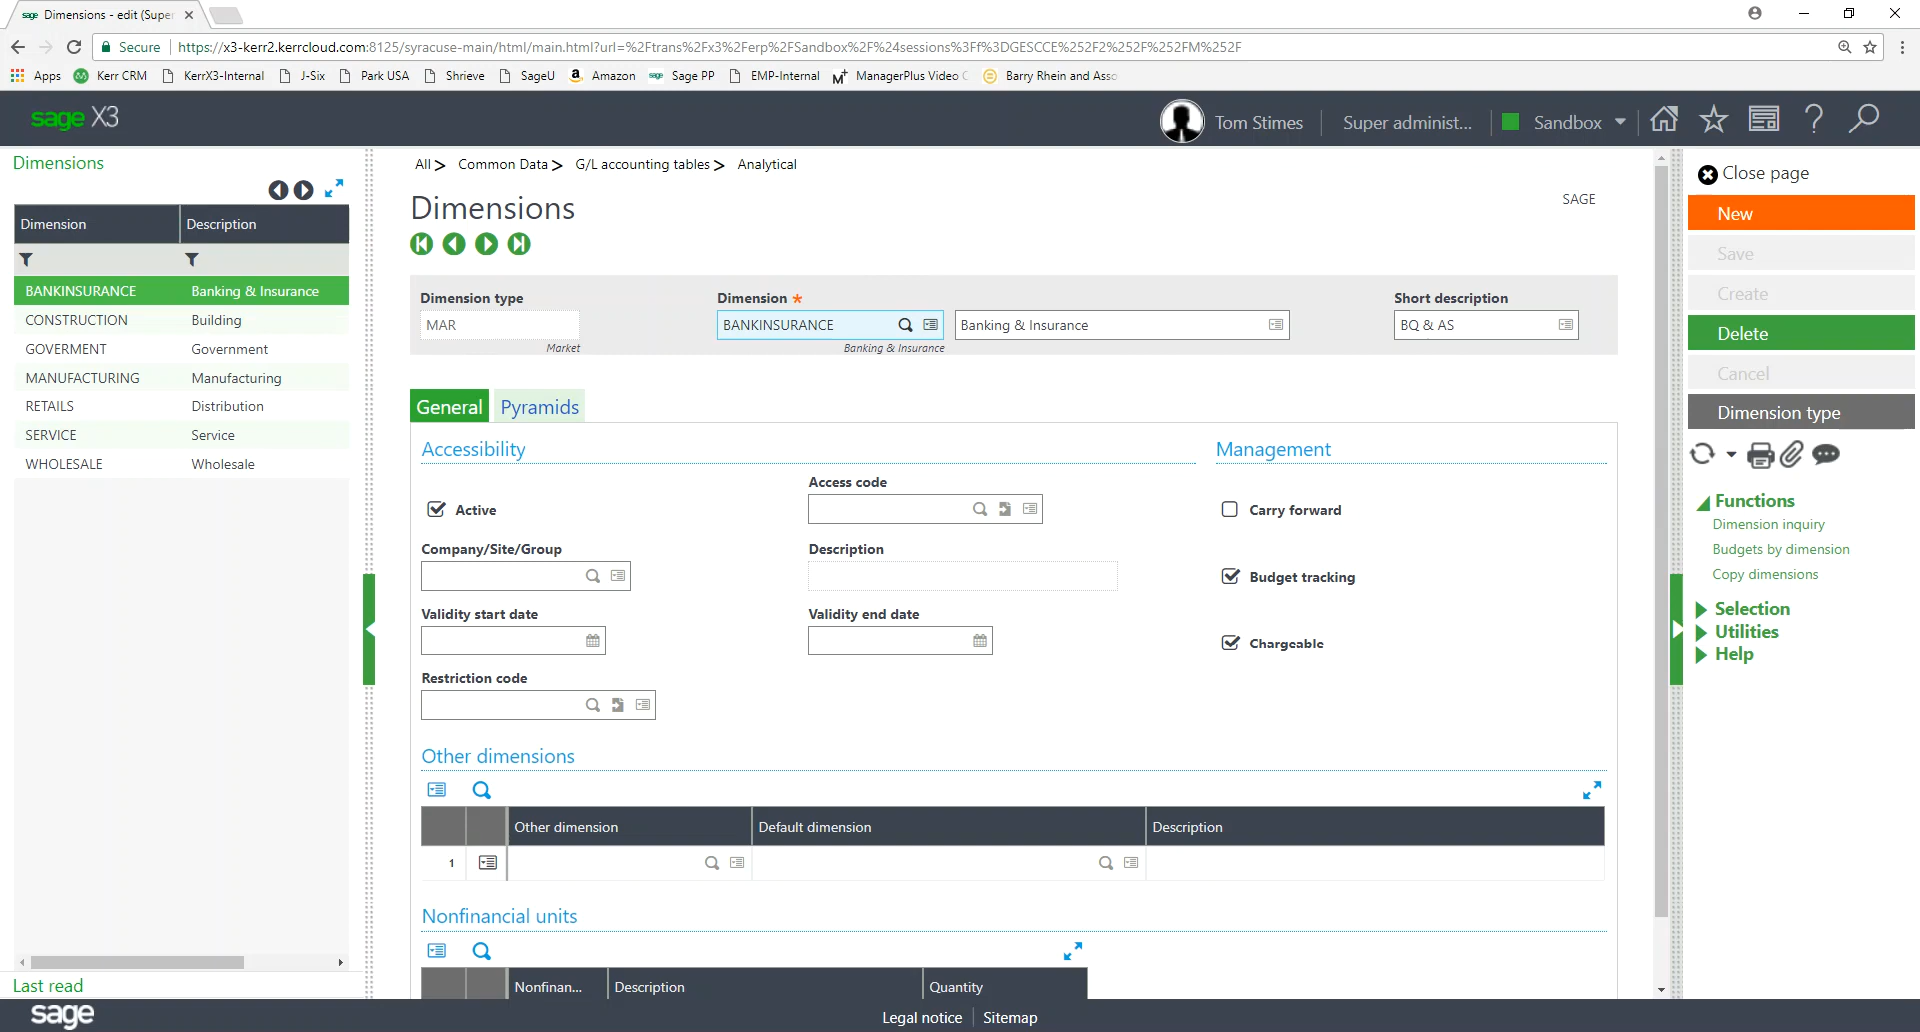 sage Dimensions - edit (Super
Secure https://x3-kerr2.kerrcloud.com:8125/syracuse-main/html/main.html?url=%2Ftrans%2Fx3%2Ferp%2FSandbox%2F%24sessions%3Ff%3DGESCCE%252F2%252F%252FM%252F
Apps Kerr CRM KerrX3-Internal J-Six Park USA Shrieve SageU Amazon sage Sage PP EMP-Internal ManagerPlus Video C Barry Rhein and Asso
sage X3
Tom Stimes Super administ... Sandbox
Dimensions
Dimension Description
BANKINSURANCE Banking & Insurance
CONSTRUCTION Building
GOVERMENT Government
MANUFACTURING Manufacturing
RETAILS Distribution
SERVICE Service
WHOLESALE Wholesale
Last read
All > Common Data > G/L accounting tables > Analytical
Dimensions
SAGE
Dimension type Dimension * Short description
MAR BANKINSURANCE Banking & Insurance BQ & AS
Market Banking & Insurance
General Pyramids
Accessibility Management
Access code
Active Carry forward
Company/Site/Group Description
Budget tracking
Validity start date Validity end date
Chargeable
Restriction code
Other dimensions
Other dimension Default dimension Description
1
Nonfinancial units
Nonfinan... Description Quantity
Close page
New
Save
Create
Delete
Cancel
Dimension type
Functions
Dimension inquiry
Budgets by dimension
Copy dimensions
Selection
Utilities
Help
sage
Legal notice Sitemap